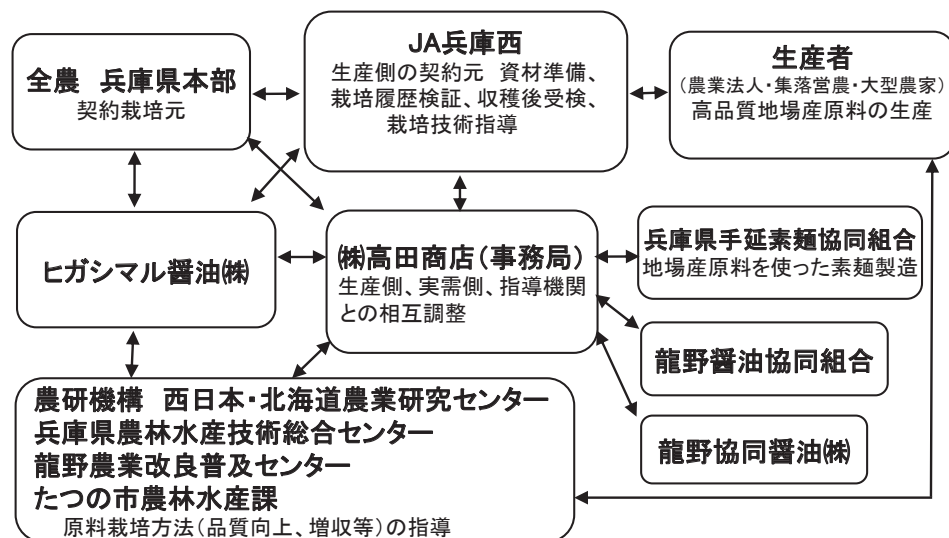 全農 兵庫県本部
契約栽培元
JA兵庫西
生産側の契約元 資材準備、
栽培履歴検証、収穫後受検、
栽培技術指導
生産者
(農業法人・集落営農・大型農家)
高品質地場産原料の生産
ヒガシマル醤油㈱
㈱高田商店(事務局)
生産側、実需側、指導機関
との相互調整
兵庫県手延素麺協同組合
地場産原料を使った素麺製造
龍野醤油協同組合
龍野協同醤油㈱
農研機構 西日本・北海道農業研究センター
兵庫県農林水産技術総合センター
龍野農業改良普及センター
たつの市農林水産課
原料栽培方法(品質向上、増収等)の指導